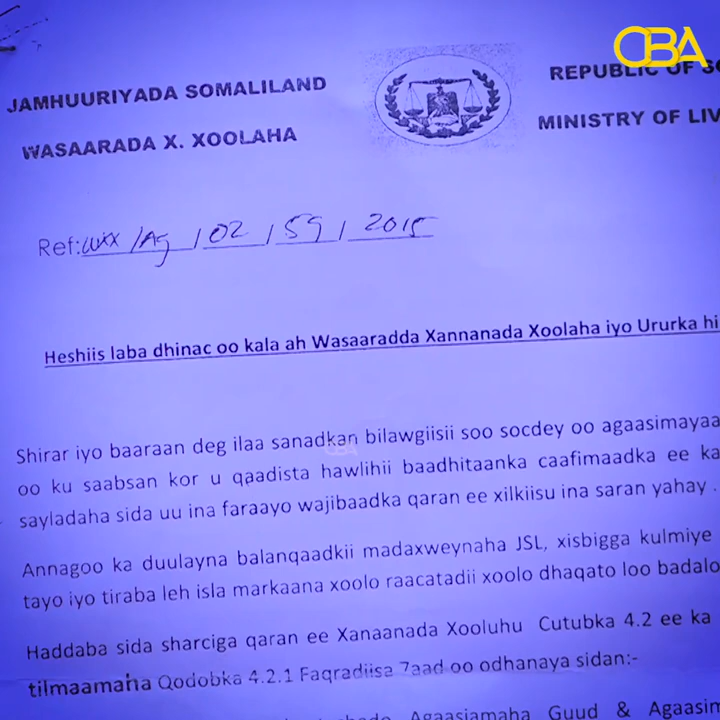 CBA
JAMHUURIYADA SOMALILAND
REPUBLIC OF
WASAARADA X. XOOLAHA
MINISTRY OF LIV
Ref: /Ag / 02 / 59 / 2015
Heshiis laba dhinac oo kala ah Wasaaradda Xannanada Xoolaha iyo Ururka hi
Shirar iyo baaraan deg ilaa sanadkan bilawgiisii soo socdey oo agaasimayaa
oo ku saabsan kor u qaadista hawlihii baadhitaanka caafimaadka ee ka
sayladaha sida uu ina faraayo wajibaadka qaran ee xilkiisu ina saran yahay .
Annagoo ka duulayna balanqaadkii madaxweynaha JSL, xisbigga kulmiye
tayo iyo tiraba leh isla markaana xoolo raacatadii xoolo dhaqato loo badalo
Haddaba sida sharciga qaran ee Xanaanada Xooluhu Cutubka 4.2 ee ka
tilmaamaha Qodobka 4.2.1 Faqradiisa 7aad oo odhanaya sidan:-
Agaasiamaha Guud & Agaasim